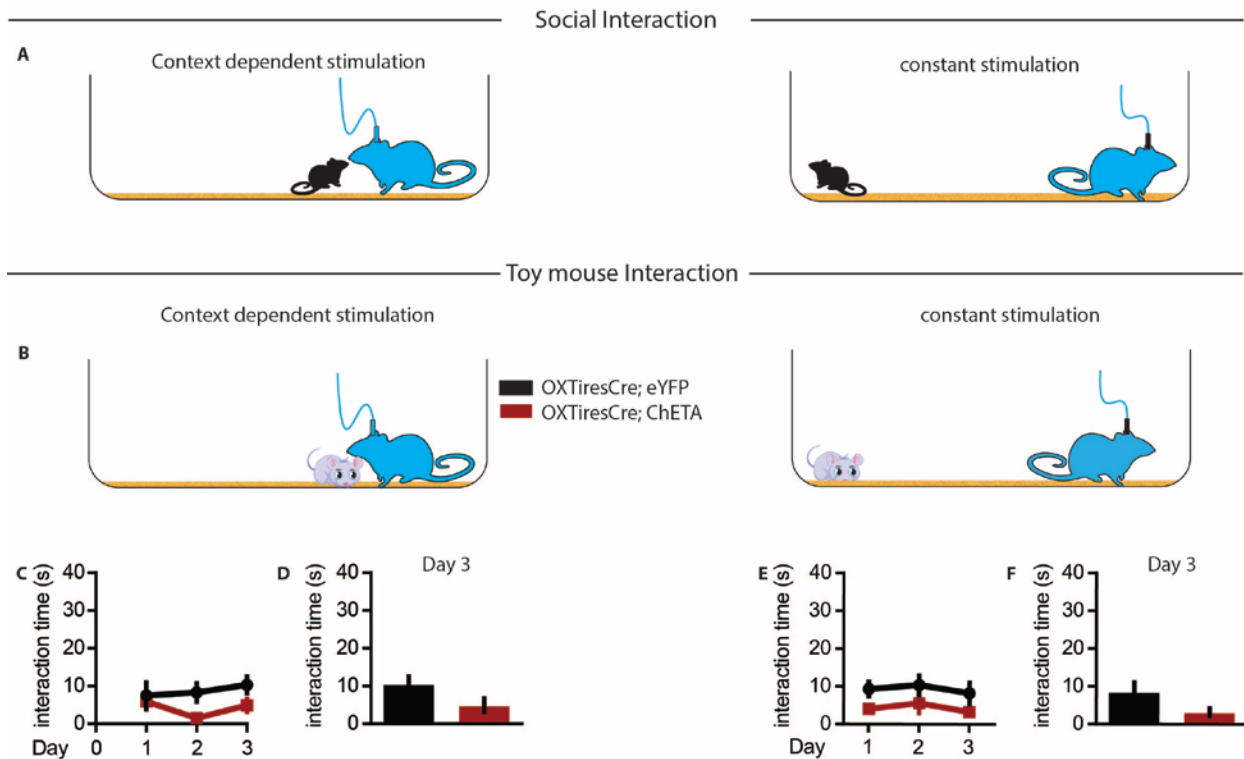 Social Interaction
A
Context dependent stimulation
constant stimulation
Toy mouse Interaction
Context dependent stimulation
constant stimulation
B
OXTiresCre; eYFP
OXTiresCre; ChETA
C
interaction time (s)
40
30
20
10
0
Day 0 1 2 3
D
Day 3
interaction time (s)
40
30
20
10
0
E
interaction time (s)
40
30
20
10
0
Day 1 2 3
F
Day 3
interaction time (s)
40
30
20
10
0